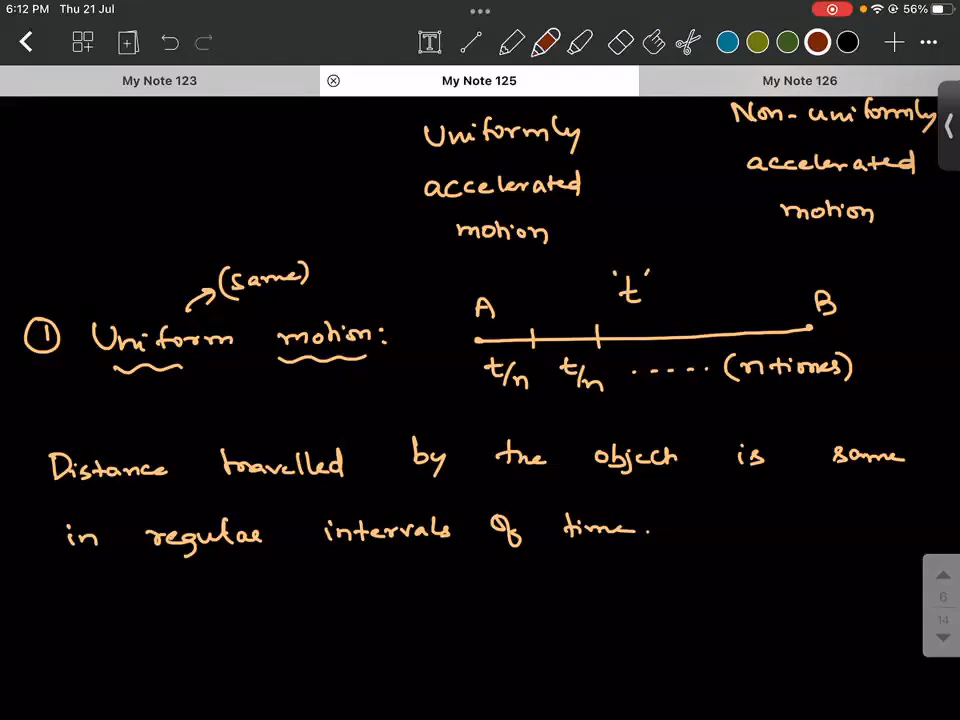 6:12 PM Thu 21 Jul
56%
My Note 123
My Note 125
My Note 126
Uniformly
accelerated
motion
Non-uniformly
accelerated
motion
(same)
① Uniform motion:
't'
A B
t/n t/n ..... (n times)
Distance travelled by the object is same
in regular intervals of time.
6
14